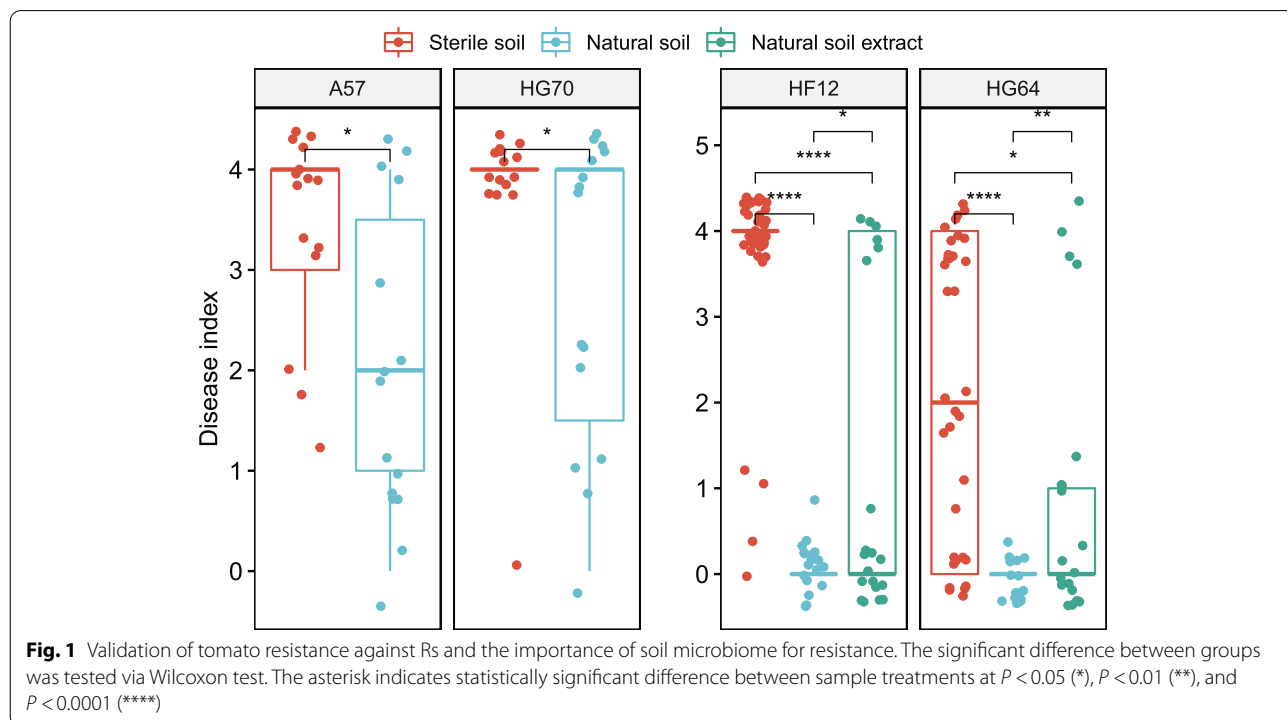 Sterile soil Natural soil Natural soil extract
A57 HG70 HF12 HG64
Disease index
4
3
2
1
0
* *
5
4
3
2
1
0
* **
**** *
**** ****
Fig. 1 Validation of tomato resistance against Rs and the importance of soil microbiome for resistance. The significant difference between groups
was tested via Wilcoxon test. The asterisk indicates statistically significant difference between sample treatments at P < 0.05 (*), P < 0.01 (**), and
P < 0.0001 (****)